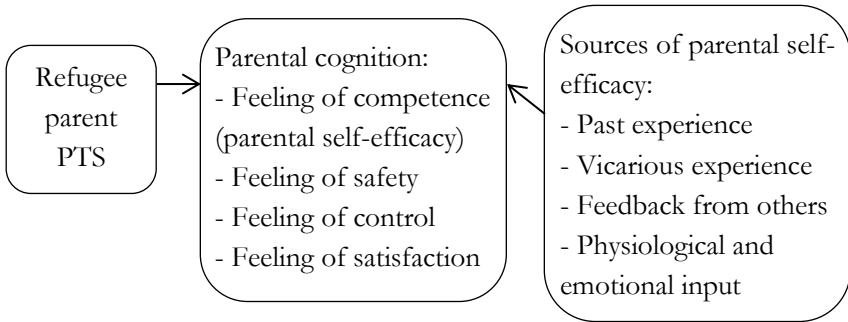 Refugee
parent
PTS
Parental cognition:
- Feeling of competence
(parental self-efficacy)
- Feeling of safety
- Feeling of control
- Feeling of satisfaction
Sources of parental self-
efficacy:
- Past experience
- Vicarious experience
- Feedback from others
- Physiological and
emotional input